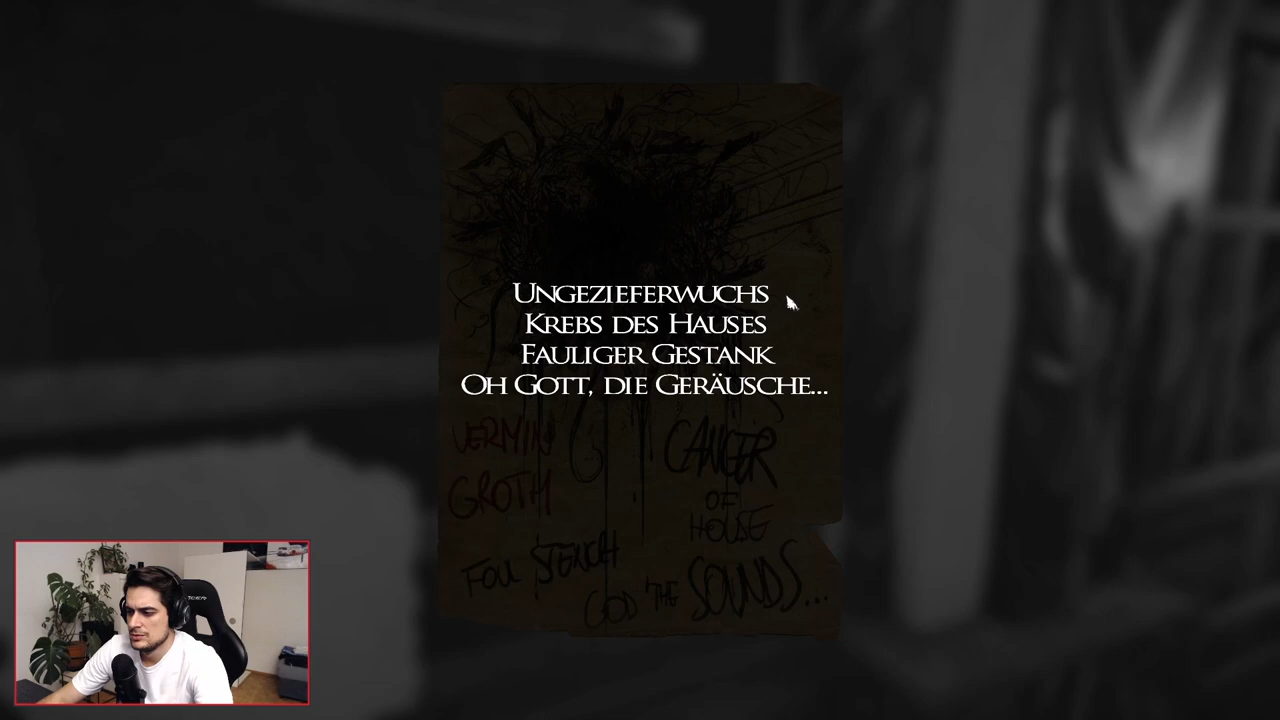 UNGEZIEFERWUCHS
KREBS DES HAUSES
FAULIGER GESTANK
OH GOTT, DIE GERÄUSCHE...
VERMIN
GROTH
CANCER
OF
HOUSE
FOUL STENCH
GOD THE SOUNDS...